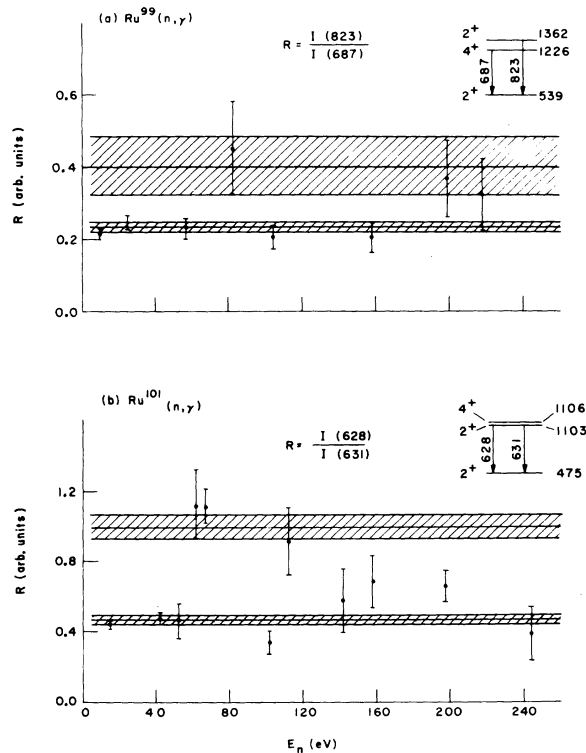 (a) Ru⁹⁹ (n,γ)
R = I (823) / I (687)
2⁺ 1362
4⁺ 1226
687 823
2⁺ 539
R (arb. units)
0.6
0.4
0.2
0.0
(b) Ru¹⁰¹ (n,γ)
R = I (628) / I (631)
4⁺ 1106
2⁺ 1103
628 631
2⁺ 475
R (arb. units)
1.2
0.8
0.4
0.0
0 40 80 120 160 200 240
Eₙ (eV)